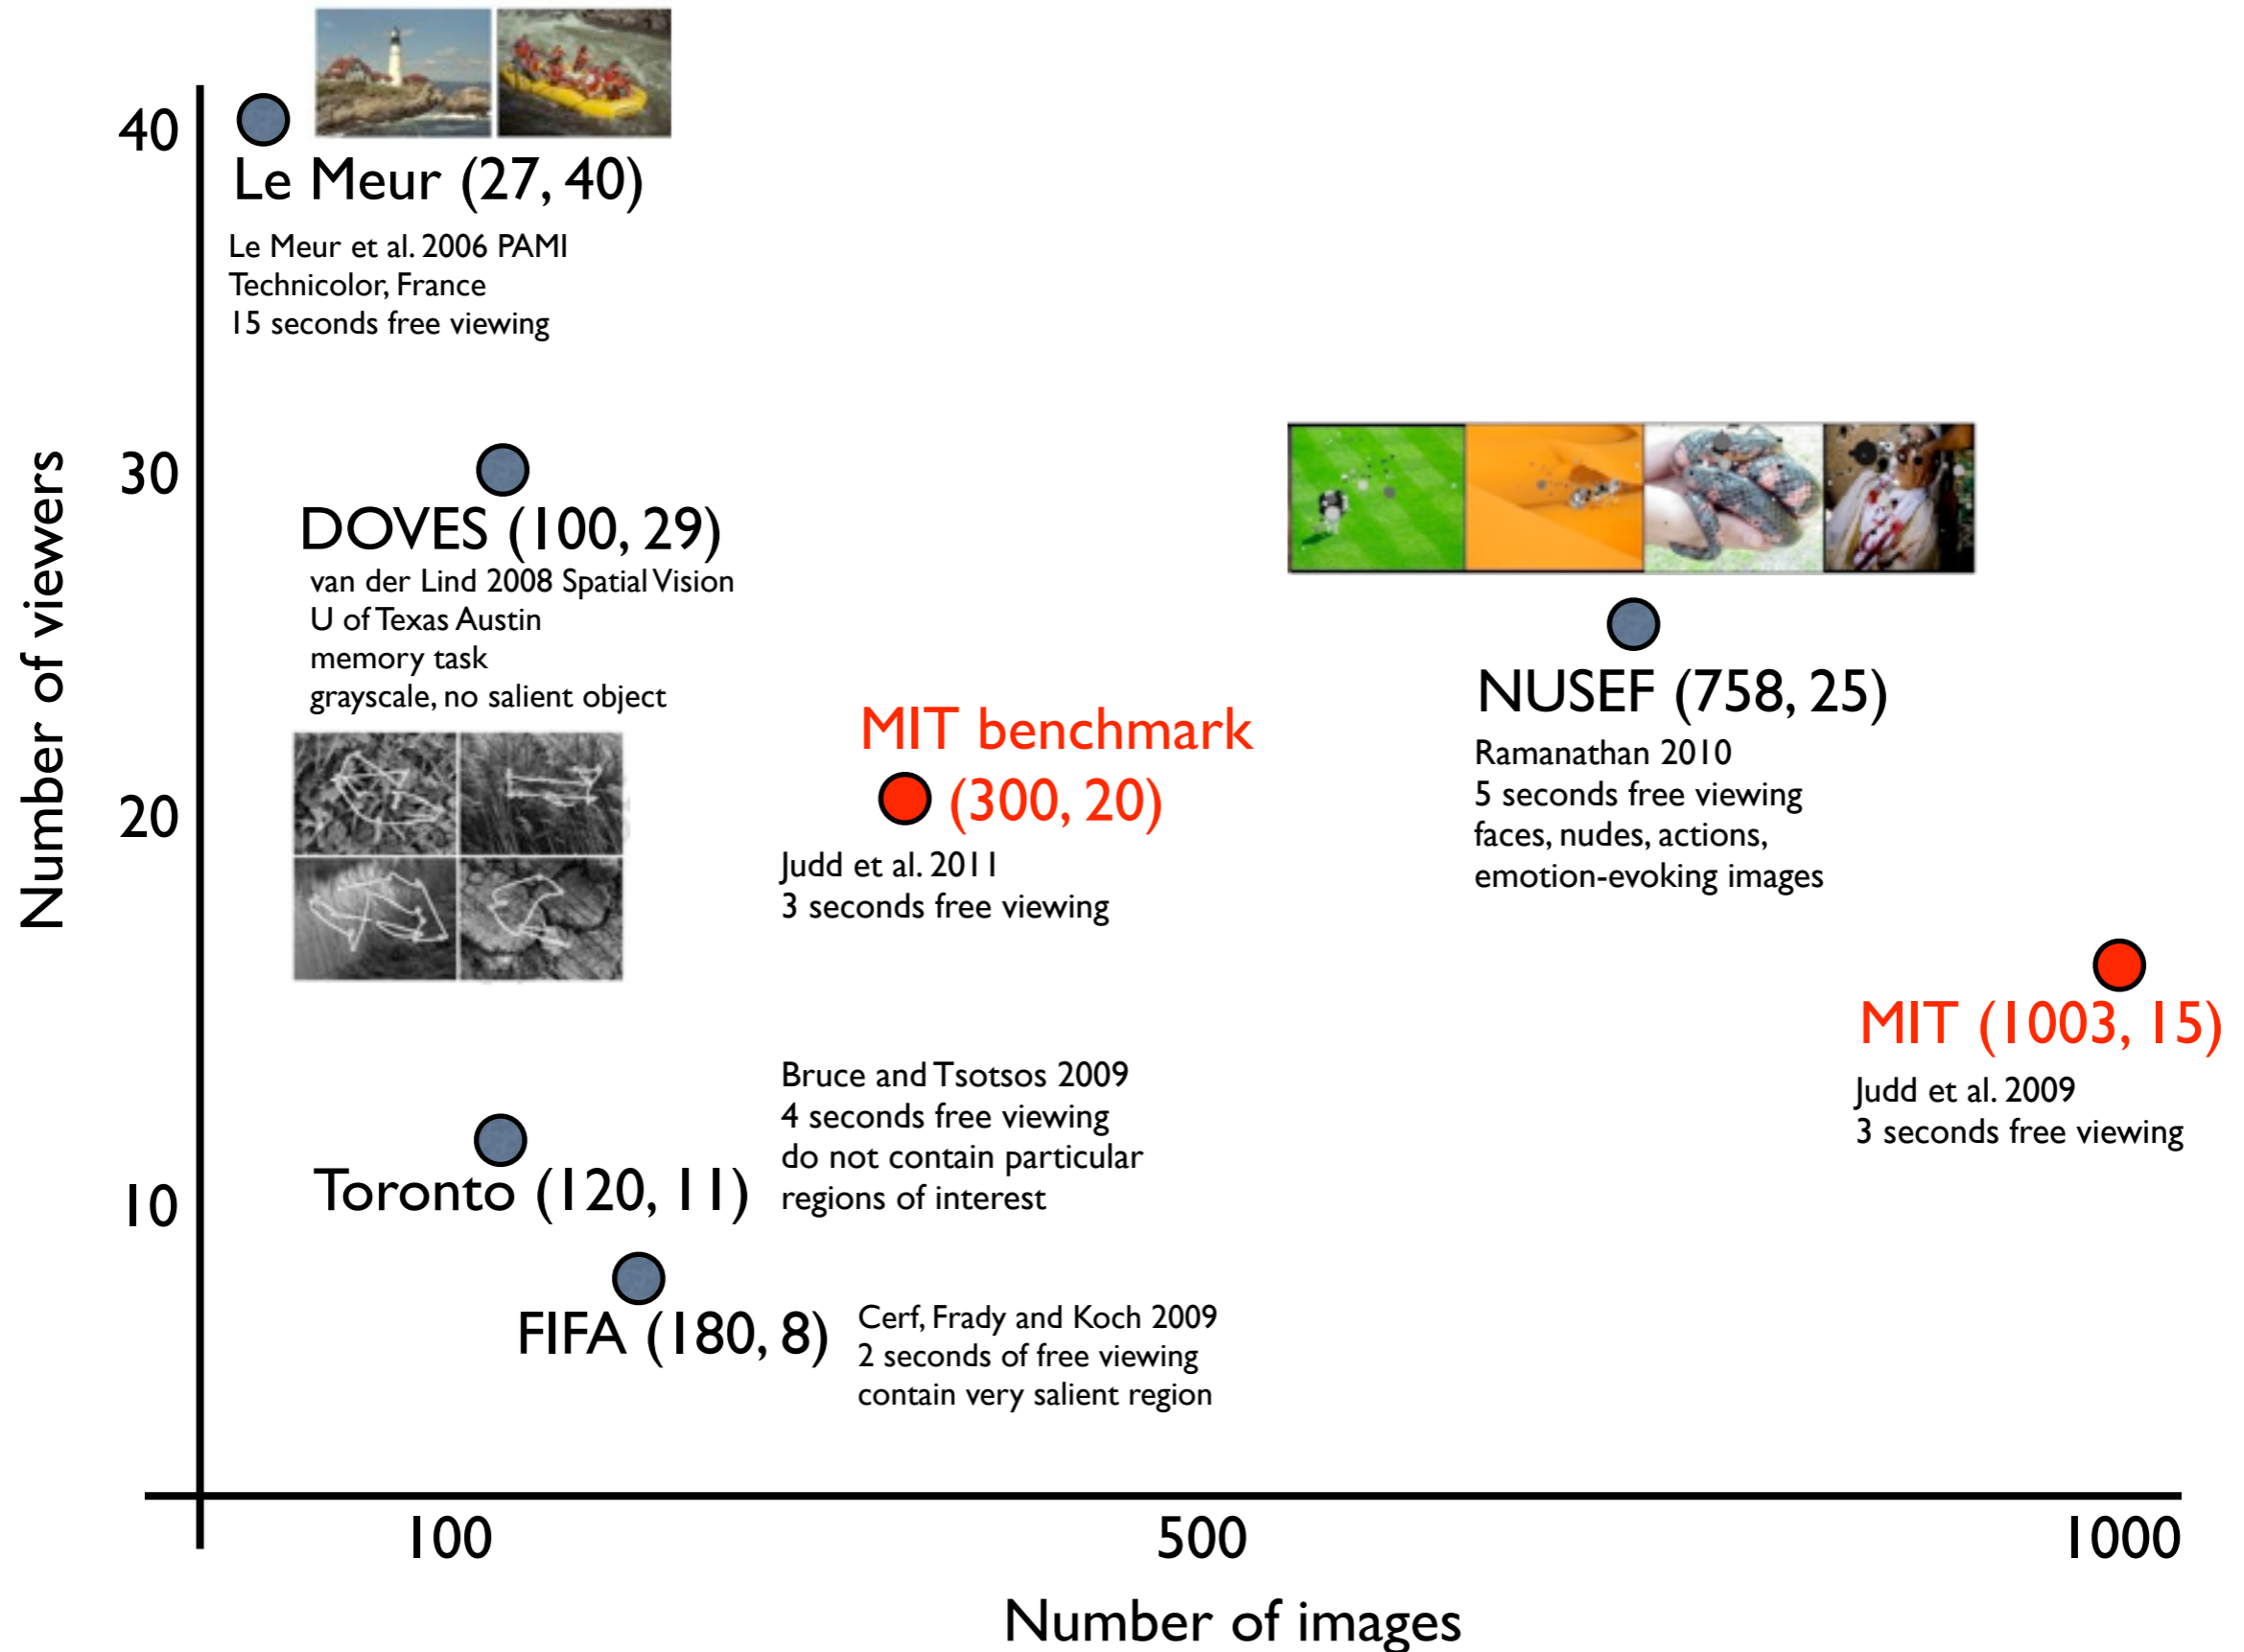 40
Le Meur (27, 40)
Le Meur et al. 2006 PAMI
Technicolor, France
15 seconds free viewing
30
DOVES (100, 29)
van der Lind 2008 Spatial Vision
U of Texas Austin
memory task
grayscale, no salient object
Number of viewers
MIT benchmark
(300, 20)
Judd et al. 2011
3 seconds free viewing
NUSEF (758, 25)
Ramanathan 2010
5 seconds free viewing
faces, nudes, actions,
emotion-evoking images
20
MIT (1003, 15)
Judd et al. 2009
3 seconds free viewing
Toronto (120, 11)
Bruce and Tsotsos 2009
4 seconds free viewing
do not contain particular
regions of interest
10
FIFA (180, 8)
Cerf, Frady and Koch 2009
2 seconds of free viewing
contain very salient region
100
500
1000
Number of images